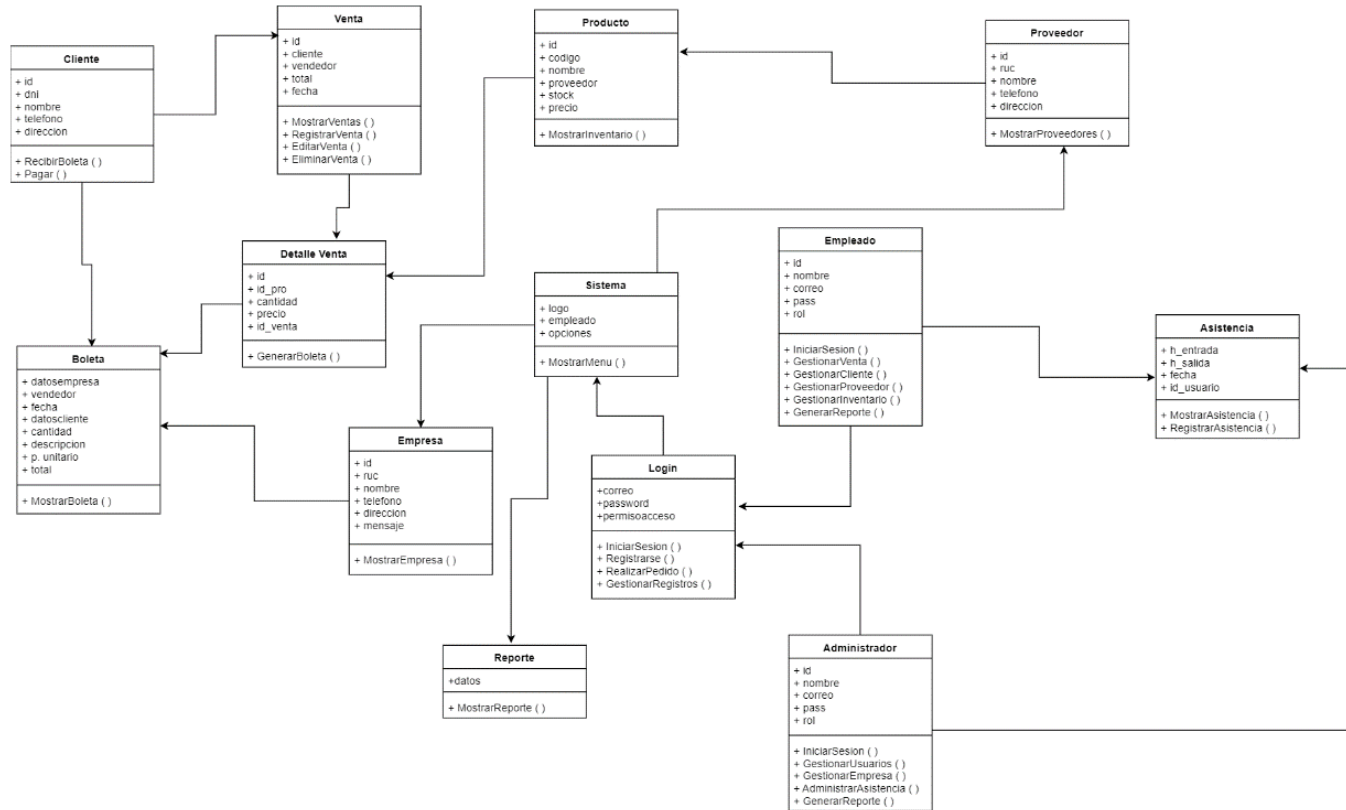 Cliente
+ id
+ dni
+ nombre
+ telefono
+ direccion
+ RecibirBoleta ( )
+ Pagar ( )
Venta
+ id
+ cliente
+ vendedor
+ total
+ fecha
+ MostrarVentas ( )
+ RegistrarVenta ( )
+ EditarVenta ( )
+ EliminarVenta ( )
Producto
+ id
+ codigo
+ nombre
+ proveedor
+ stock
+ precio
+ MostrarInventario ( )
Proveedor
+ id
+ ruc
+ nombre
+ telefono
+ direccion
+ MostrarProveedores ( )
Detalle Venta
+ id
+ id_pro
+ cantidad
+ precio
+ id_venta
+ GenerarBoleta ( )
Sistema
+ logo
+ empleado
+ opciones
+ MostrarMenu ( )
Empleado
+ id
+ nombre
+ correo
+ pass
+ rol
+ IniciarSesion ( )
+ GestionarVenta ( )
+ GestionarCliente ( )
+ GestionarProveedor ( )
+ GestionarInventario ( )
+ GenerarReporte ( )
Asistencia
+ h_entrada
+ h_salida
+ fecha
+ id_usuario
+ MostrarAsistencia ( )
+ RegistrarAsistencia ( )
Boleta
+ datosempresa
+ vendedor
+ fecha
+ datoscliente
+ cantidad
+ descripcion
+ p. unitario
+ total
+ MostrarBoleta ( )
Empresa
+ id
+ ruc
+ nombre
+ telefono
+ direccion
+ mensaje
+ MostrarEmpresa ( )
Login
+correo
+password
+permisoacceso
+ IniciarSesion ( )
+ Registrarse ( )
+ RealizarPedido ( )
+ GestionarRegistros ( )
Reporte
+datos
+ MostrarReporte ( )
Administrador
+ id
+ nombre
+ correo
+ pass
+ rol
+ IniciarSesion ( )
+ GestionarUsuarios ( )
+ GestionarEmpresa ( )
+ AdministrarAsistencia ( )
+ GenerarReporte ( )